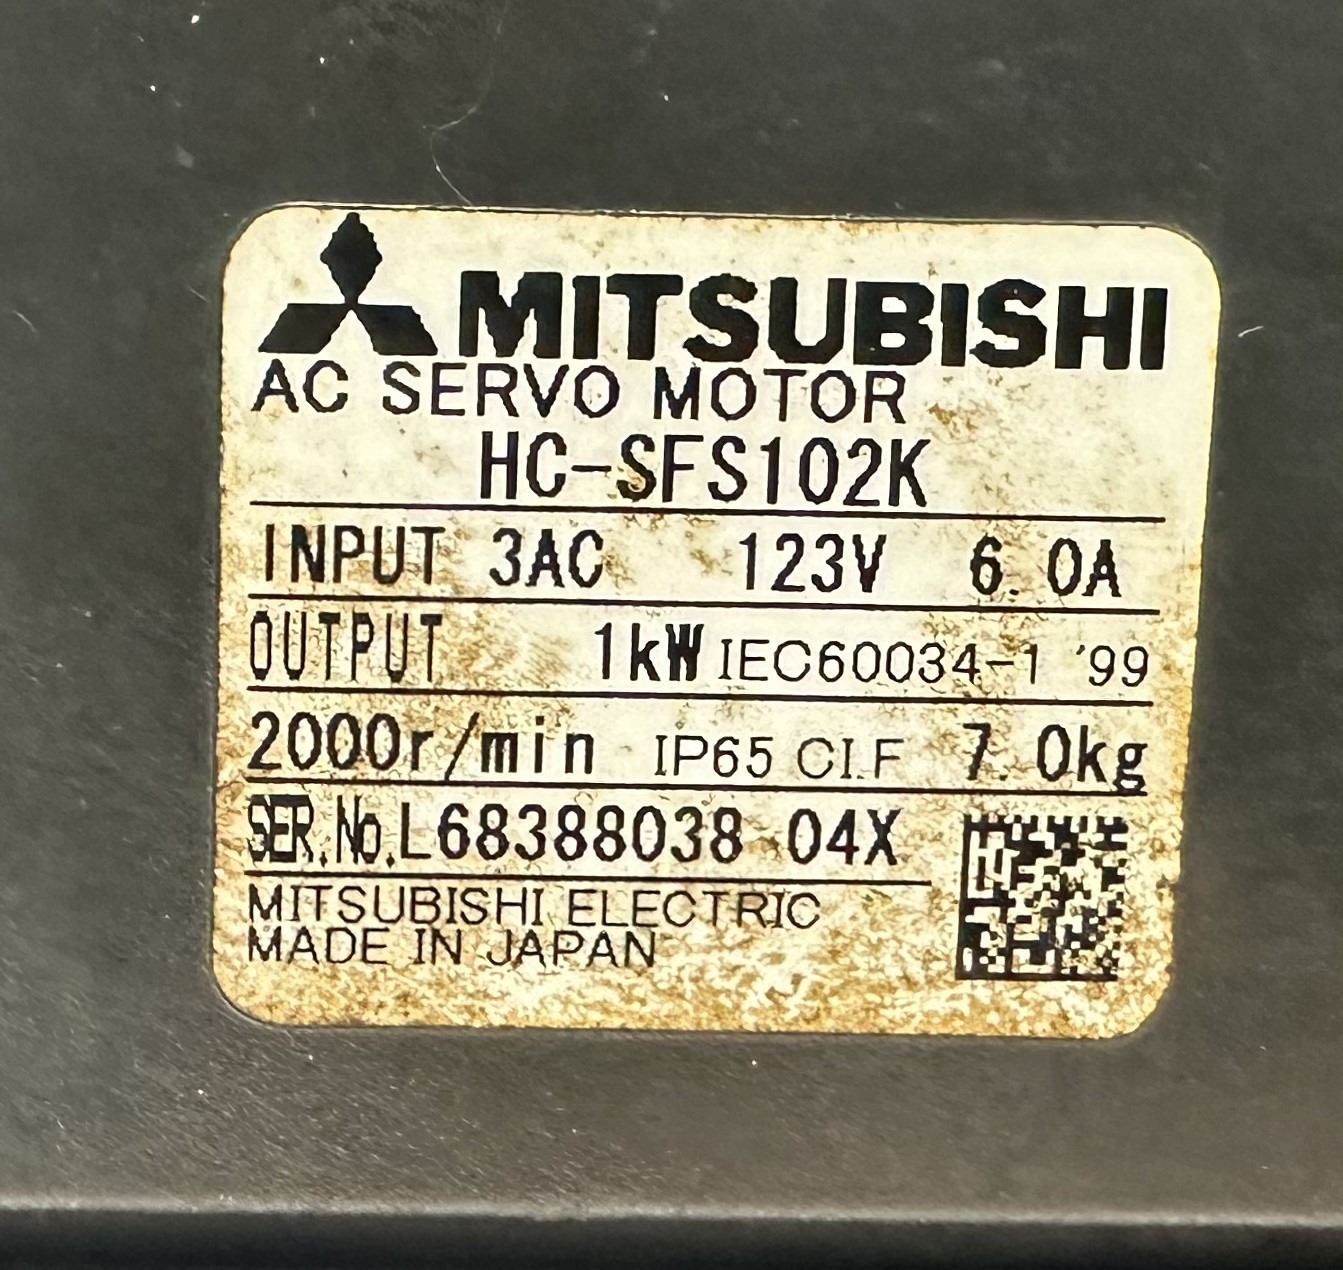 MITSUBISHI
AC SERVO MOTOR
HC-SFS102K
INPUT 3AC 123V 6.0A
OUTPUT 1kW IEC60034-1 '99
2000r/min IP65 CI.F 7.0kg
SER.No.L68388038 04X
MITSUBISHI ELECTRIC
MADE IN JAPAN